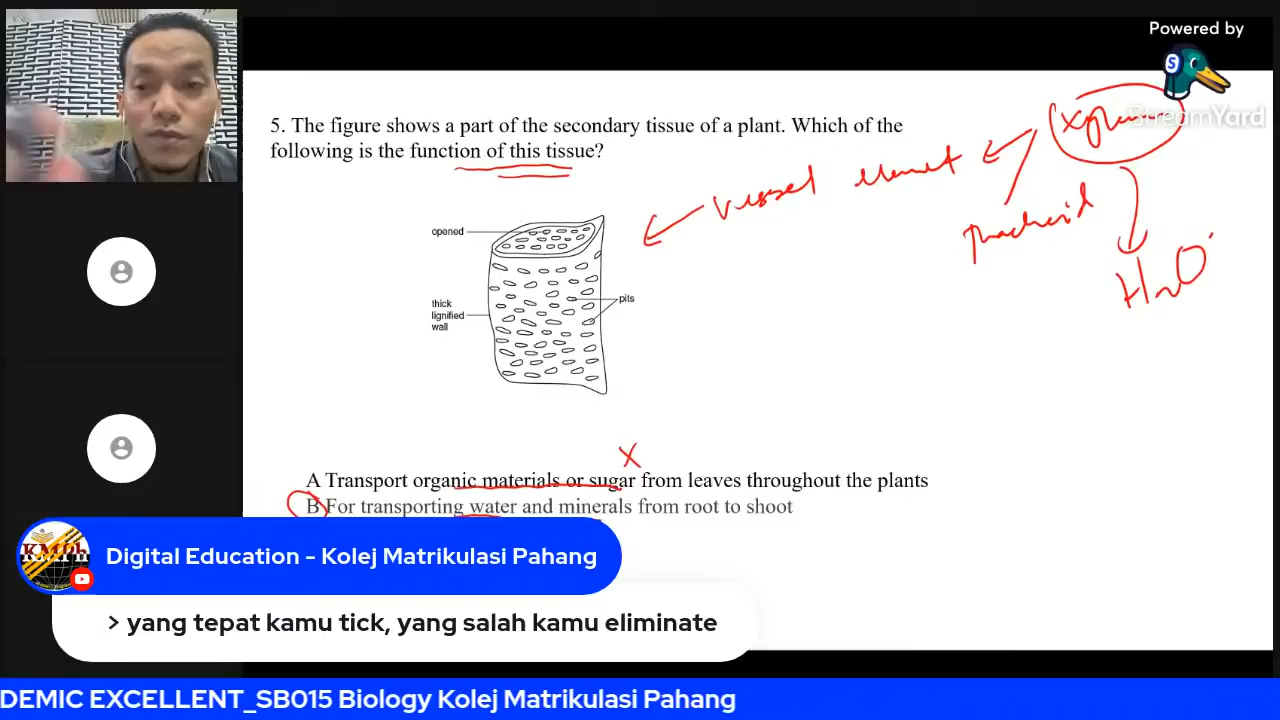 Powered by
S
StreamYard
5. The figure shows a part of the secondary tissue of a plant. Which of the
following is the function of this tissue?
xylem
vessel element
tracheid
H2O
opened
thick
lignified
wall
pits
X
A Transport organic materials or sugar from leaves throughout the plants
B For transporting water and minerals from root to shoot
KMPh
Digital Education - Kolej Matrikulasi Pahang
> yang tepat kamu tick, yang salah kamu eliminate
DEMIC EXCELLENT_SB015 Biology Kolej Matrikulasi Pahang